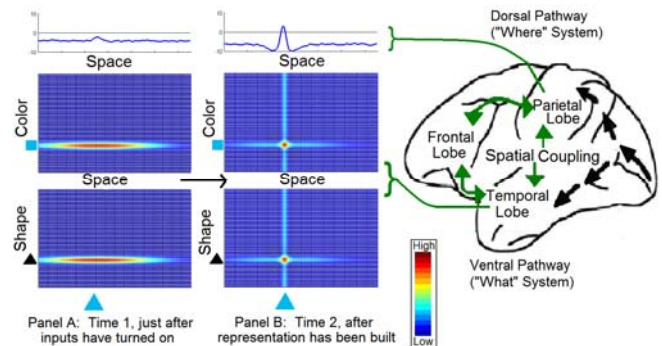 0
0
Space
Space
Color
Color
Space
Space
Shape
Shape
Panel A: Time 1, just after
inputs have turned on
Panel B: Time 2, after
representation has been built
High
Low
Dorsal Pathway
("Where" System)
Parietal
Lobe
Frontal
Lobe
Spatial Coupling
Temporal
Lobe
Ventral Pathway
("What" System)